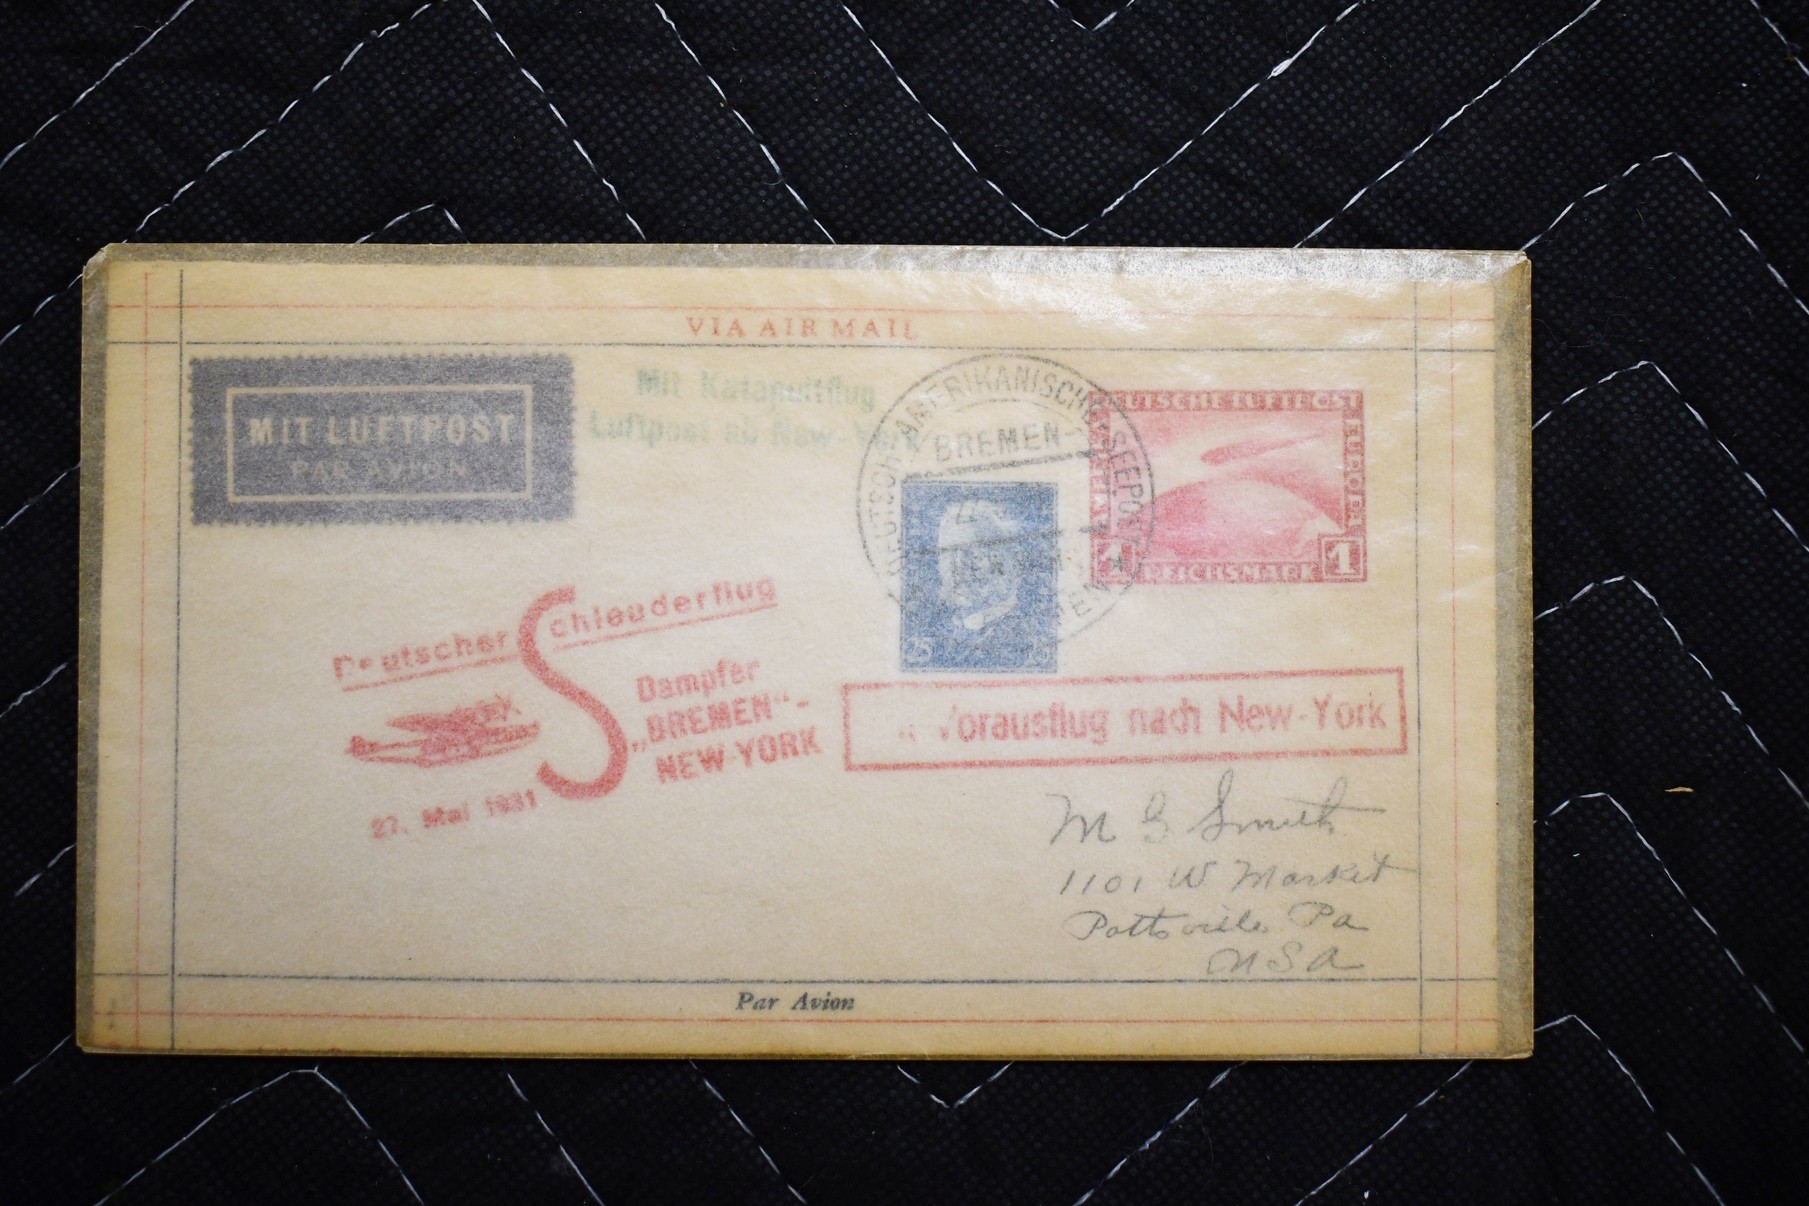 VIA AIR MAIL
MIT LUFTPOST
PAR AVION
Mit Katapultflug
Luftpost ab New-York
DEUTSCH-AMERIKANISCHE SEEPOST
BREMEN-
DEUTSCHE LUFTPOST
EUROPA
1 REICHSMARK 1
25
Deutscher Schleuderflug
Dampfer
„BREMEN"-
NEW-YORK
27. Mai 1931
Vorausflug nach New-York
M G Smith
1101 W Market
Pottsville Pa
USA
Par Avion